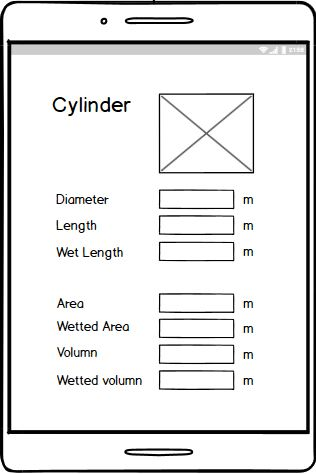 Cylinder
Diameter m
Length m
Wet Length m
Area m
Wetted Area m
Volumn m
Wetted volumn m